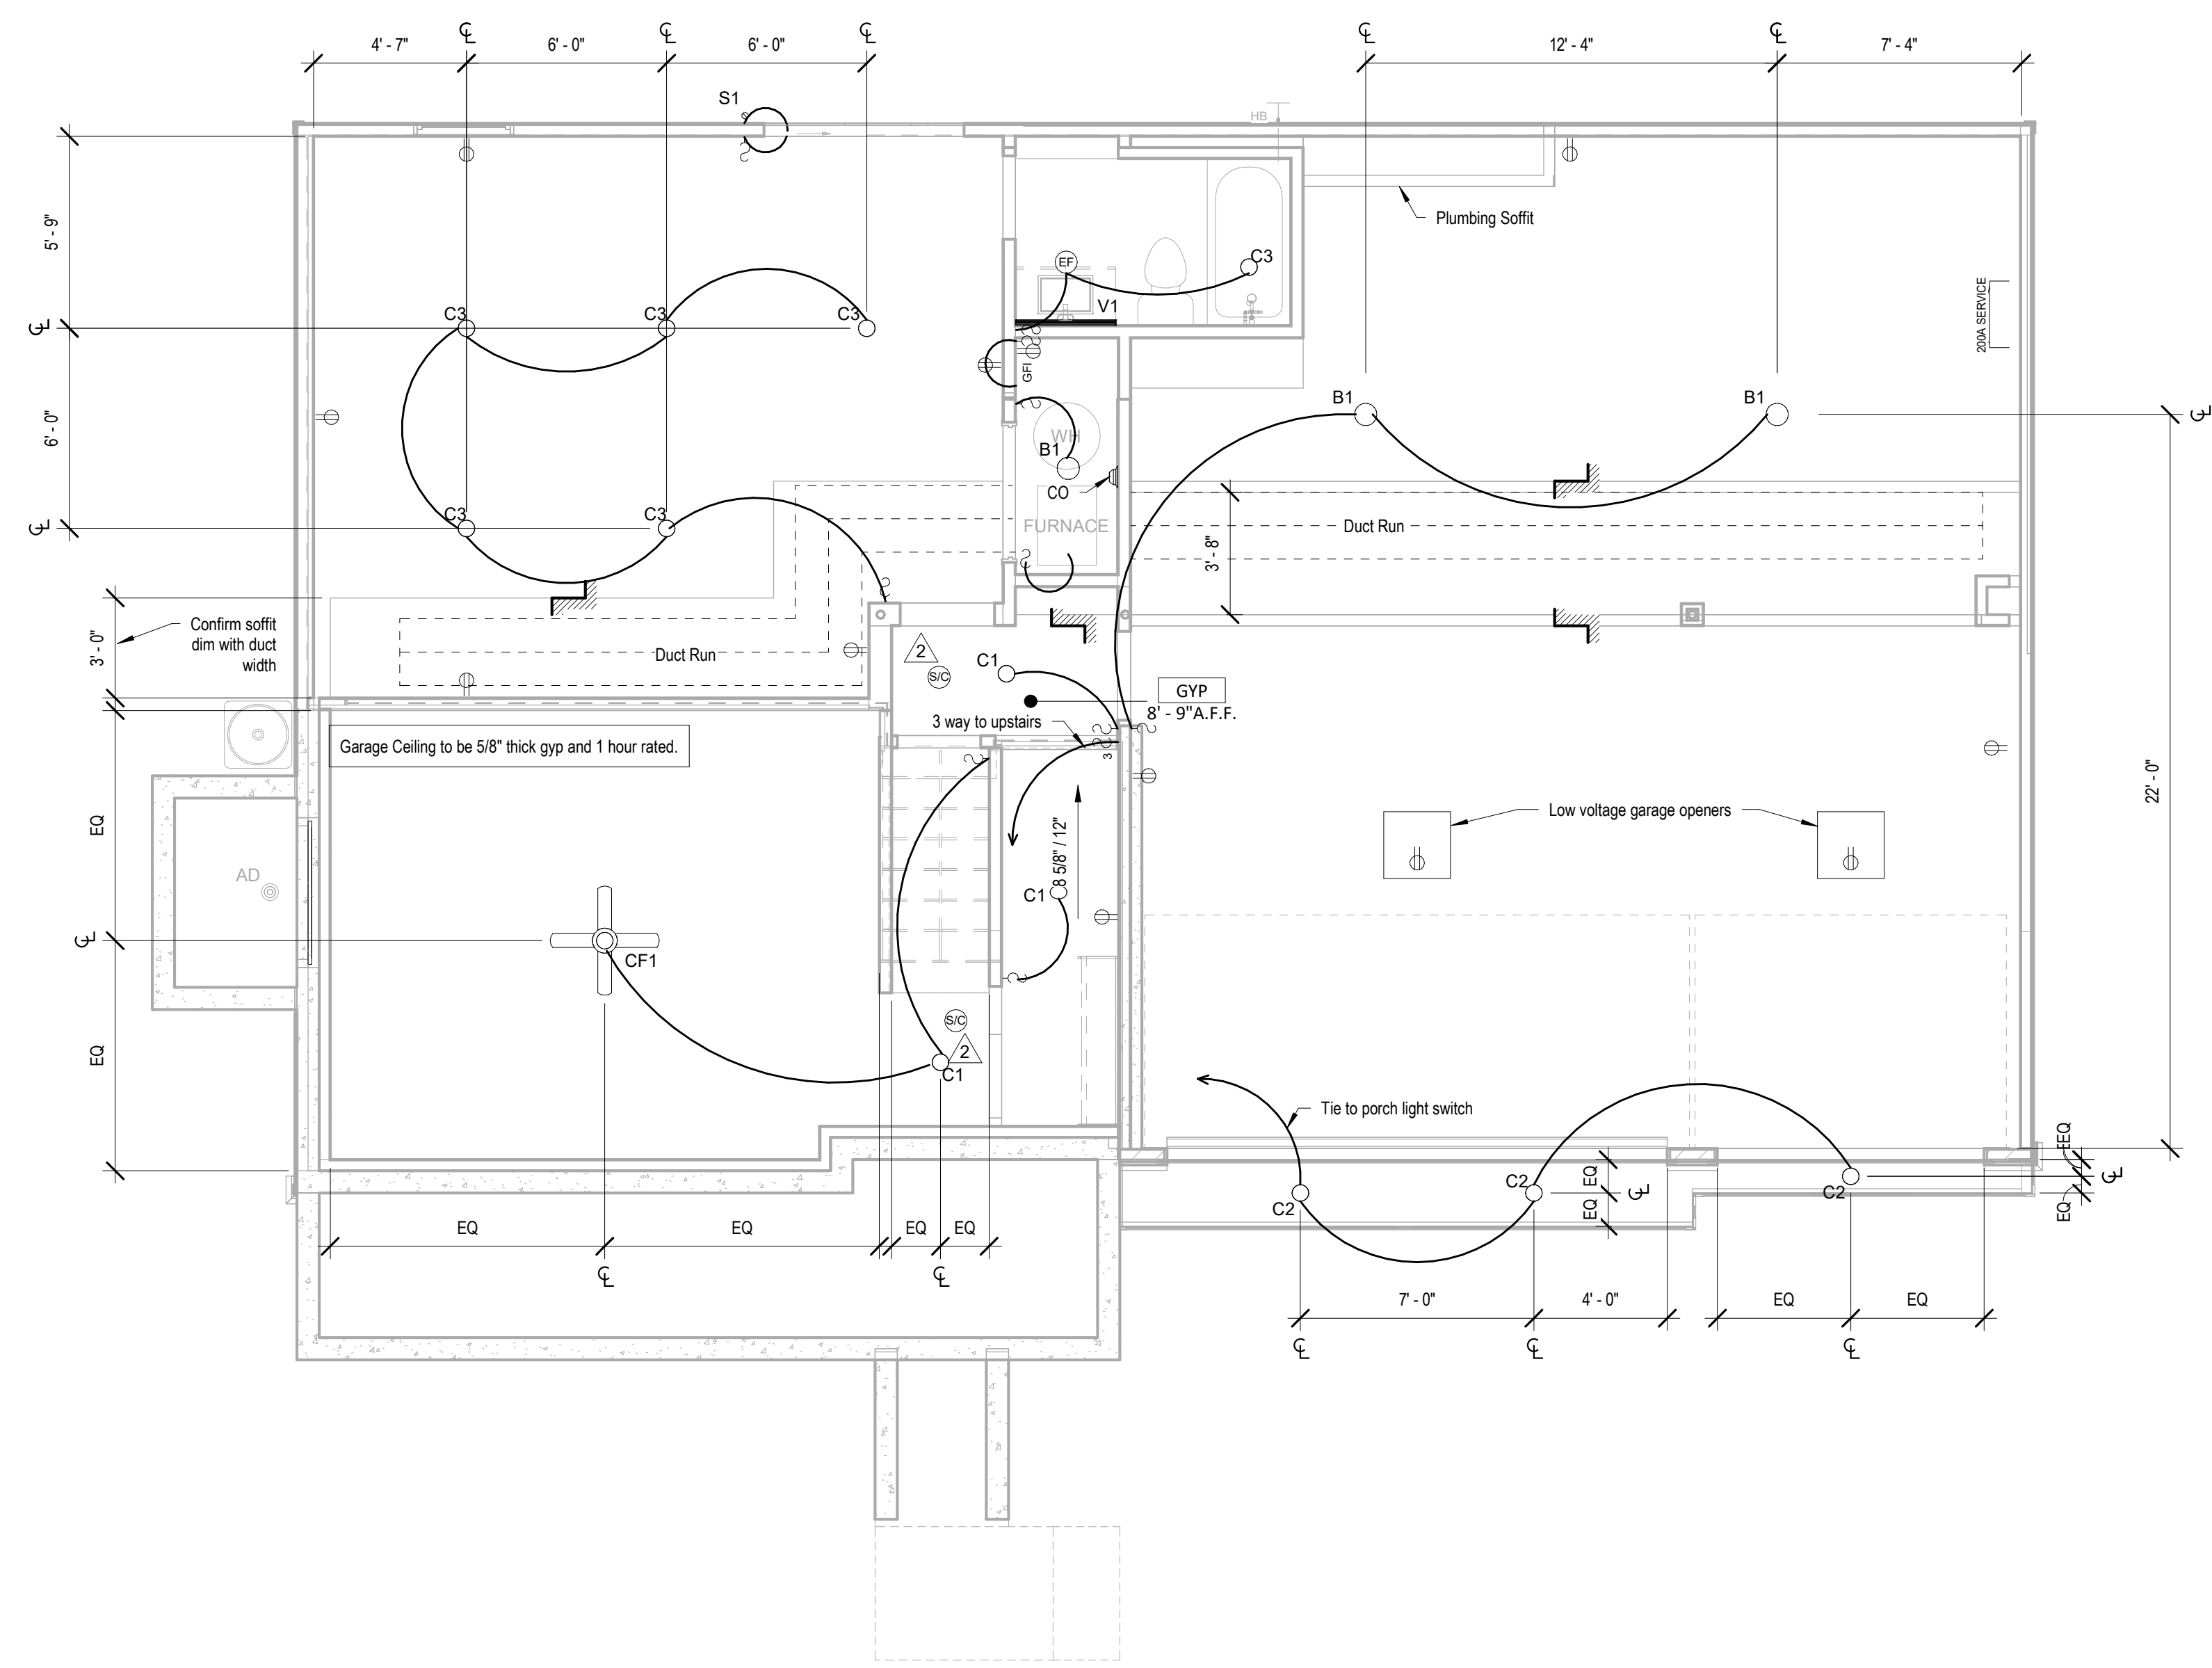 4' - 7"
6' - 0"
6' - 0"
12' - 4"
7' - 4"
S1
HB
5' - 9"
Plumbing Soffit
EF
C3
V1
200A SERVICE
C3
C3
C3
GFI
B1
B1
6' - 0"
WH
B1
CO
C3
C3
FURNACE
Duct Run
3' - 8"
Confirm soffit
dim with duct
width
3' - 0"
Duct Run
2
S/C
C1
GYP
8' - 9"A.F.F.
3 way to upstairs
3
Garage Ceiling to be 5/8" thick gyp and 1 hour rated.
22' - 0"
Low voltage garage openers
EQ
8 5/8" / 12"
AD
C1
CF1
S/C
2
C1
EQ
Tie to porch light switch
EQ
EQ
C2
C2
C2
EQ
EQ
EQ
EQ
EQ
EQ
EQ
EQ
7' - 0"
4' - 0"
EQ
EQ